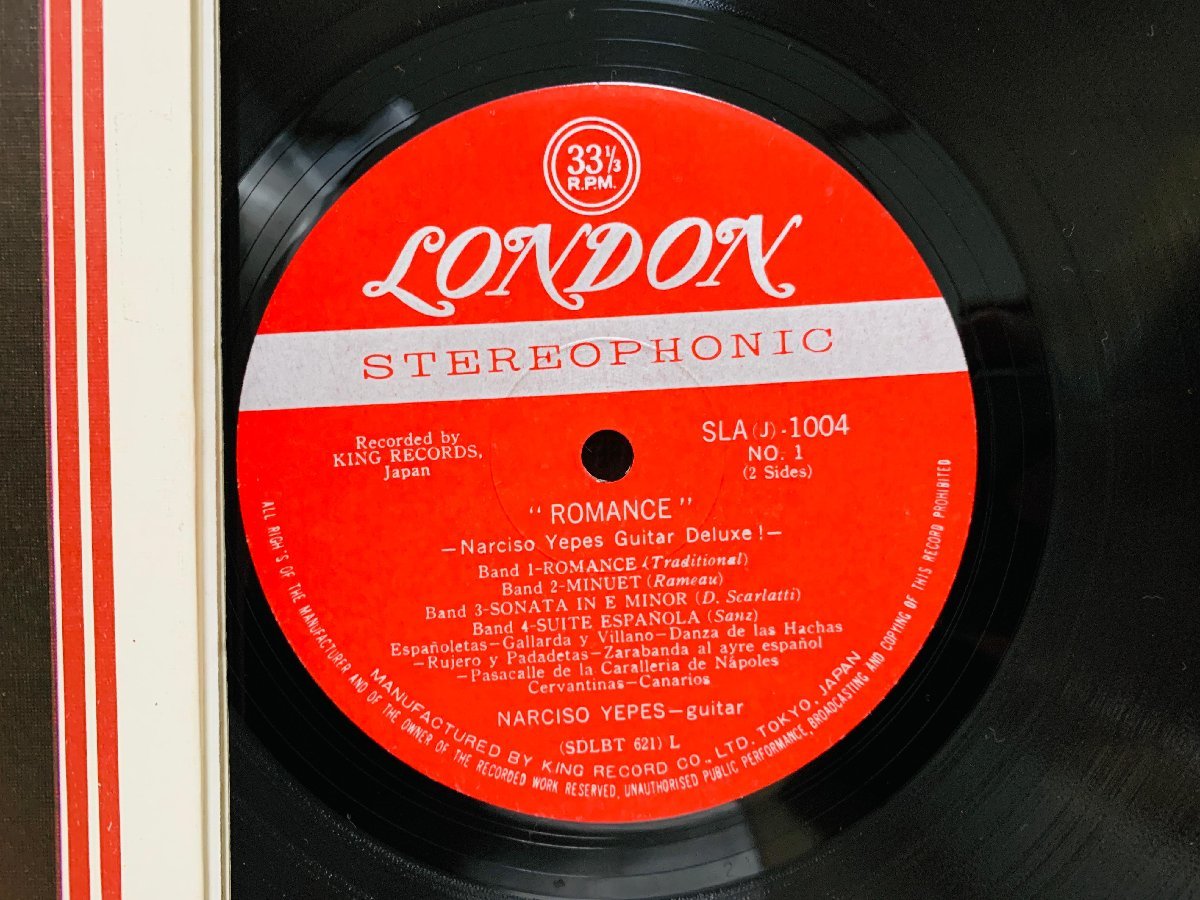 33 1/3
R.P.M.
LONDON
STEREOPHONIC
Recorded by
KING RECORDS,
Japan
SLA (J) -1004
NO. 1
(2 Sides)
"ROMANCE"
—Narciso Yepes Guitar Deluxe!—
Band 1-ROMANCE (Traditional)
Band 2-MINUET (Rameau)
Band 3-SONATA IN E MINOR (D. Scarlatti)
Band 4-SUITE ESPAÑOLA (Sanz)
Españoletas—Gallarda y Villano—Danza de las Hachas
—Rujero y Padadetas—Zarabanda al ayre español
—Pasacalle de la Caralleria de Nápoles
Cervantinas—Canarios
NARCISO YEPES—guitar
(SDLBT 621) L
MANUFACTURED BY KING RECORD CO., LTD. TOKYO, JAPAN
ALL RIGH'S OF THE MANUFACTURER AND OF THE OWNER OF THE RECORDED WORK RESERVED, UNAUTHORISED PUBLIC PERFORMANCE, BROADCASTING AND COPYING OF THIS RECORD PROHIBITED